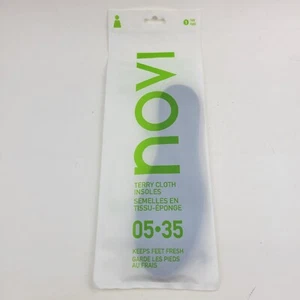 novi
TERRY CLOTH
INSOLES
SEMELLES EN
TISSU-ÉPONGE
05•35
KEEPS FEET FRESH
GARDE LES PIEDS
AU FRAIS